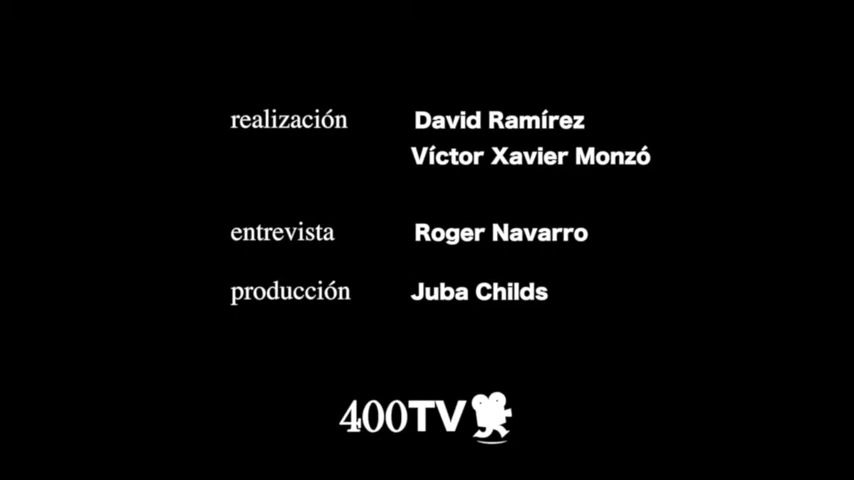 realización David Ramírez
Víctor Xavier Monzó
entrevista Roger Navarro
producción Juba Childs
400TV